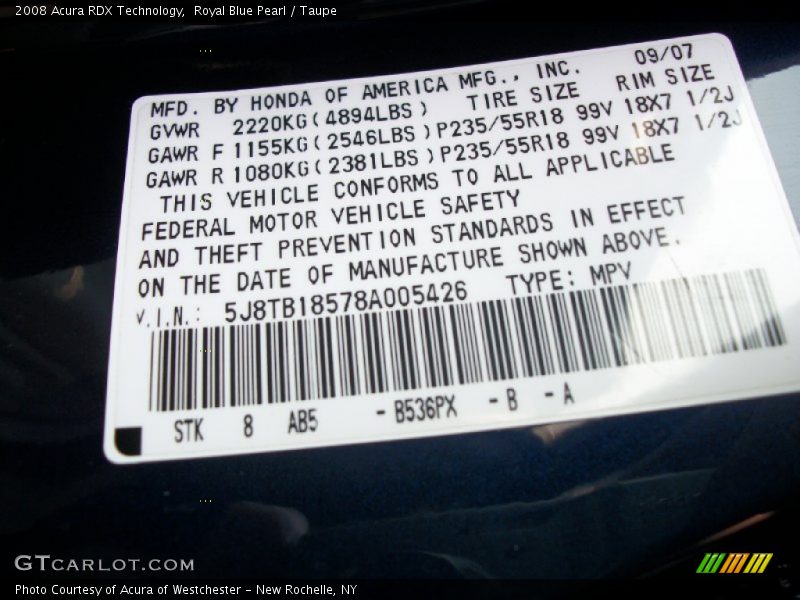 2008 Acura RDX Technology, Royal Blue Pearl / Taupe
MFD. BY HONDA OF AMERICA MFG., INC. 09/07
GVWR 2220KG(4894LBS) TIRE SIZE RIM SIZE
GAWR F 1155KG(2546LBS) P235/55R18 99V 18X7 1/2J
GAWR R 1080KG(2381LBS) P235/55R18 99V 18X7 1/2J
THIS VEHICLE CONFORMS TO ALL APPLICABLE
FEDERAL MOTOR VEHICLE SAFETY
AND THEFT PREVENTION STANDARDS IN EFFECT
ON THE DATE OF MANUFACTURE SHOWN ABOVE.
V.I.N.: 5J8TB18578A005426 TYPE: MPV
STK 8 AB5 -B536PX -B -A
GTCARLOT.COM
Photo Courtesy of Acura of Westchester - New Rochelle, NY